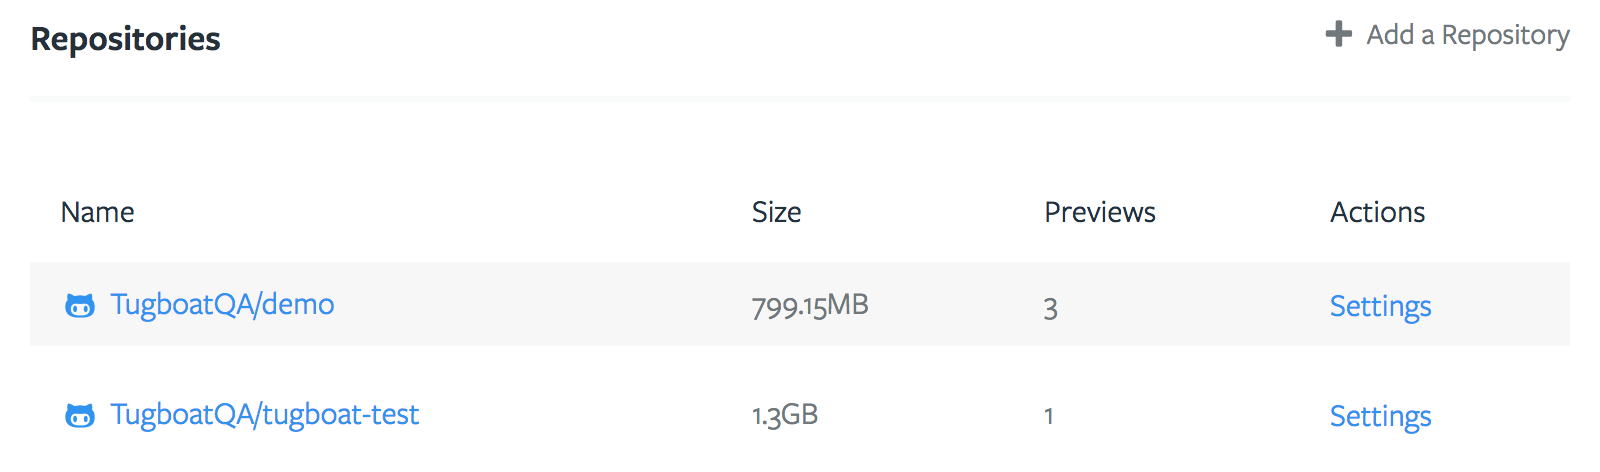 Repositories
Add a Repository
Name Size Previews Actions
TugboatQA/demo 799.15MB 3 Settings
TugboatQA/tugboat-test 1.3GB 1 Settings